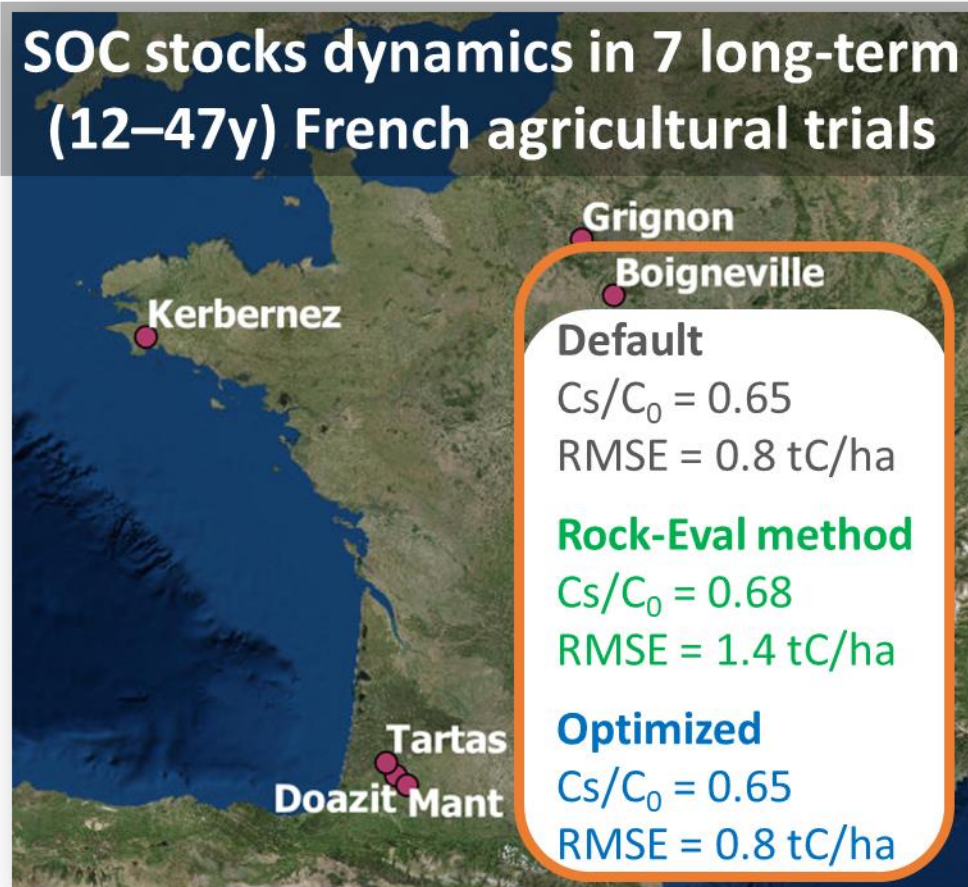 SOC stocks dynamics in 7 long-term
(12–47y) French agricultural trials
Grignon
Boigneville
Kerbernez
Default
Cs/C₀ = 0.65
RMSE = 0.8 tC/ha
Rock-Eval method
Cs/C₀ = 0.68
RMSE = 1.4 tC/ha
Optimized
Cs/C₀ = 0.65
RMSE = 0.8 tC/ha
Tartas
Doazit Mant